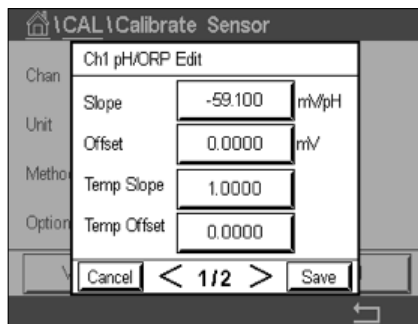 \CAL\Calibrate Sensor
Ch1 pH/ORP Edit
Chan
Slope -59.100 mV/pH
Unit
Offset 0.0000 mV
Temp Slope 1.0000
Option Temp Offset 0.0000
Cancel < 1/2 > Save